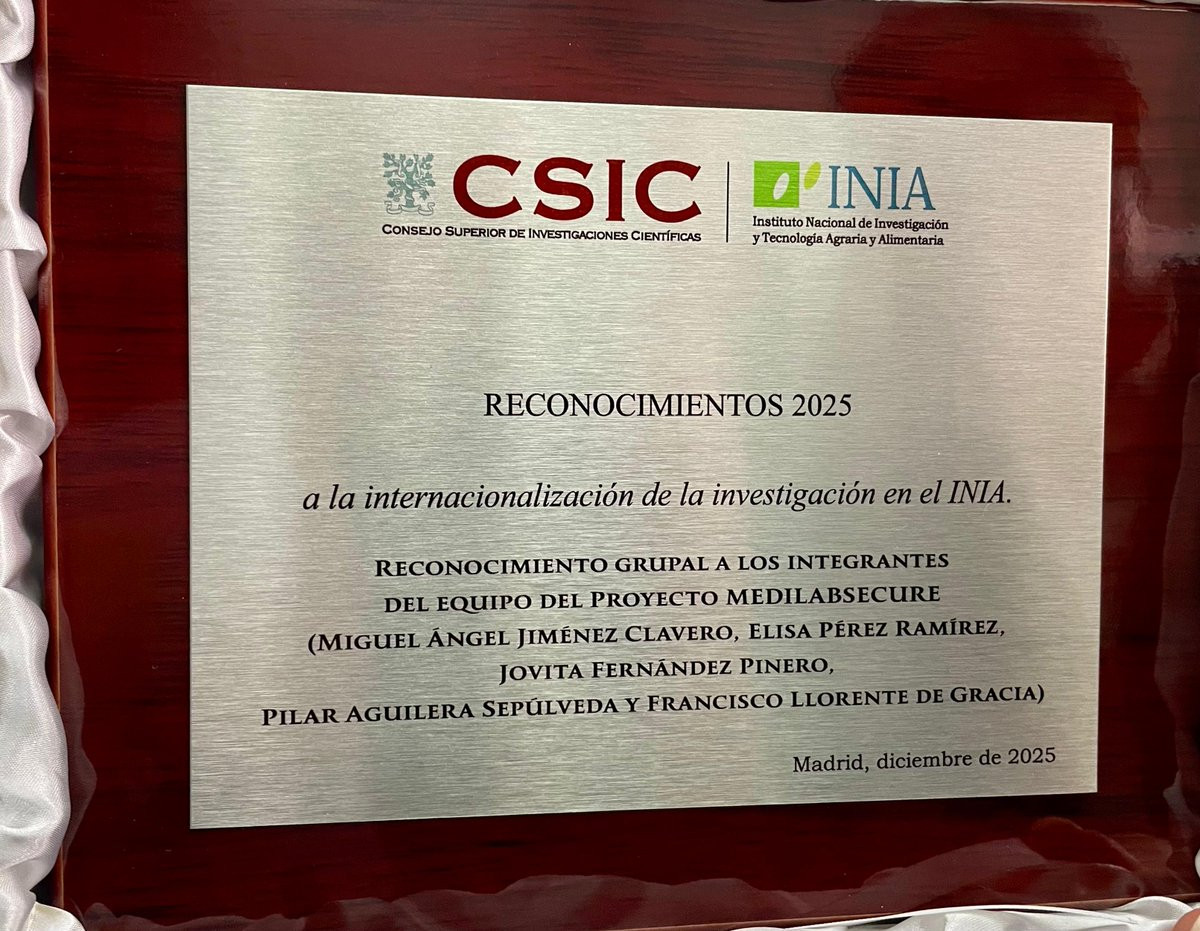 CSIC
CONSEJO SUPERIOR DE INVESTIGACIONES CIENTÍFICAS
INIA
Instituto Nacional de Investigación
y Tecnología Agraria y Alimentaria
RECONOCIMIENTOS 2025
a la internacionalización de la investigación en el INIA.
RECONOCIMIENTO GRUPAL A LOS INTEGRANTES
DEL EQUIPO DEL PROYECTO MEDILABSECURE
(MIGUEL ÁNGEL JIMÉNEZ CLAVERO, ELISA PÉREZ RAMÍREZ,
JOVITA FERNÁNDEZ PINERO,
PILAR AGUILERA SEPÚLVEDA Y FRANCISCO LLORENTE DE GRACIA)
Madrid, diciembre de 2025